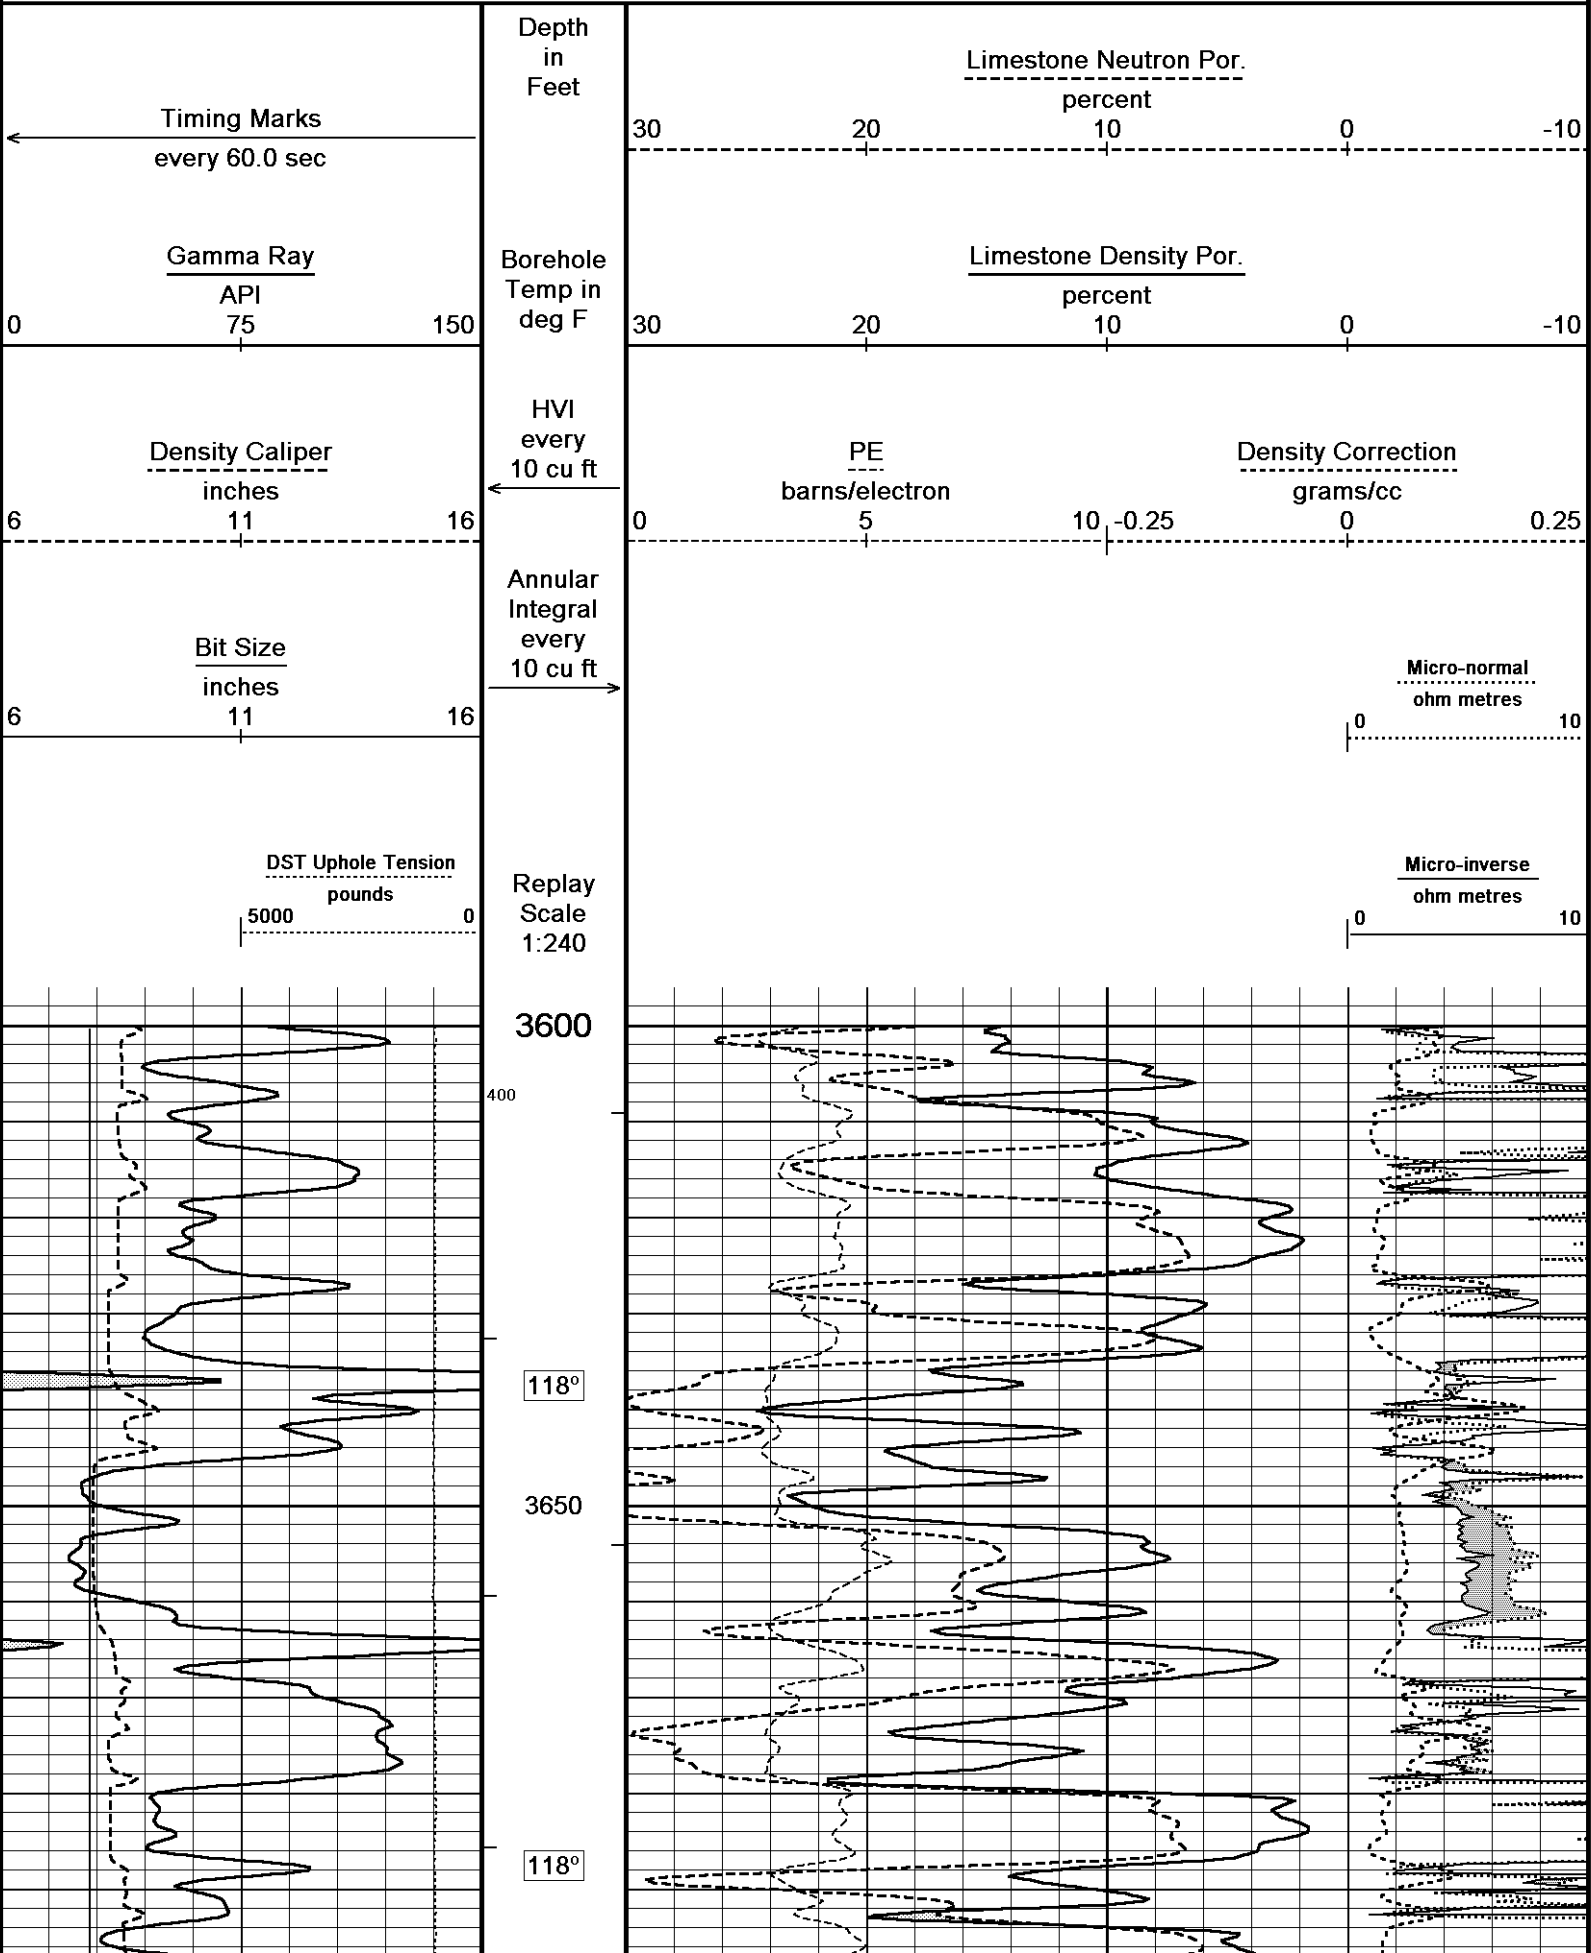 Timing Marks
every 60.0 sec
Gamma Ray
API
0 75 150
Density Caliper
inches
6 11 16
Bit Size
inches
6 11 16
DST Uphole Tension
pounds
5000 0
Depth
in
Feet
Borehole
Temp in
deg F
HVI
every
10 cu ft
Annular
Integral
every
10 cu ft
Replay
Scale
1:240
Limestone Neutron Por.
percent
30 20 10 0 -10
Limestone Density Por.
percent
30 20 10 0 -10
PE
barns/electron
0 5 10
Density Correction
grams/cc
-0.25 0 0.25
Micro-normal
ohm metres
0 10
Micro-inverse
ohm metres
0 10
3600
400
118º
3650
118º